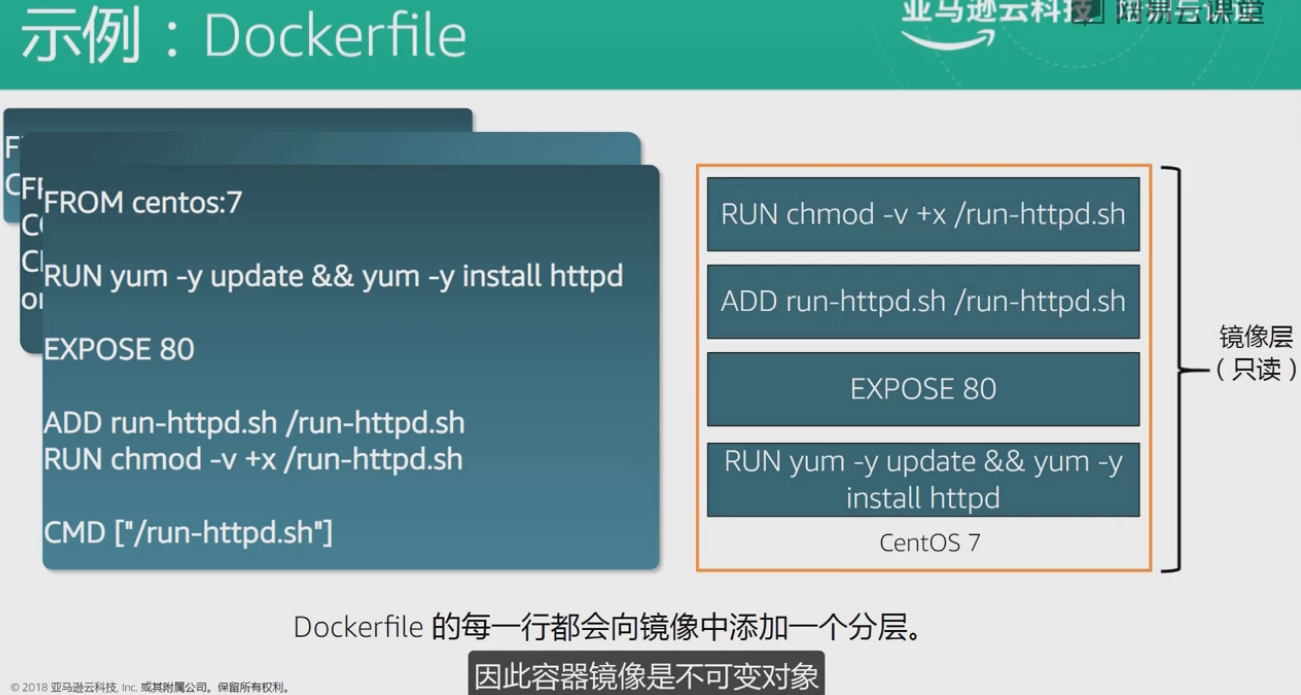 示例：Dockerfile
亚马逊云科技
网易云课堂
FROM centos:7
RUN yum -y update && yum -y install httpd
EXPOSE 80
ADD run-httpd.sh /run-httpd.sh
RUN chmod -v +x /run-httpd.sh
CMD ["/run-httpd.sh"]
RUN chmod -v +x /run-httpd.sh
ADD run-httpd.sh /run-httpd.sh
EXPOSE 80
RUN yum -y update && yum -y
install httpd
CentOS 7
镜像层
（只读）
Dockerfile 的每一行都会向镜像中添加一个分层。
因此容器镜像是不可变对象
© 2018 亚马逊云科技, Inc. 或其附属公司。保留所有权利。